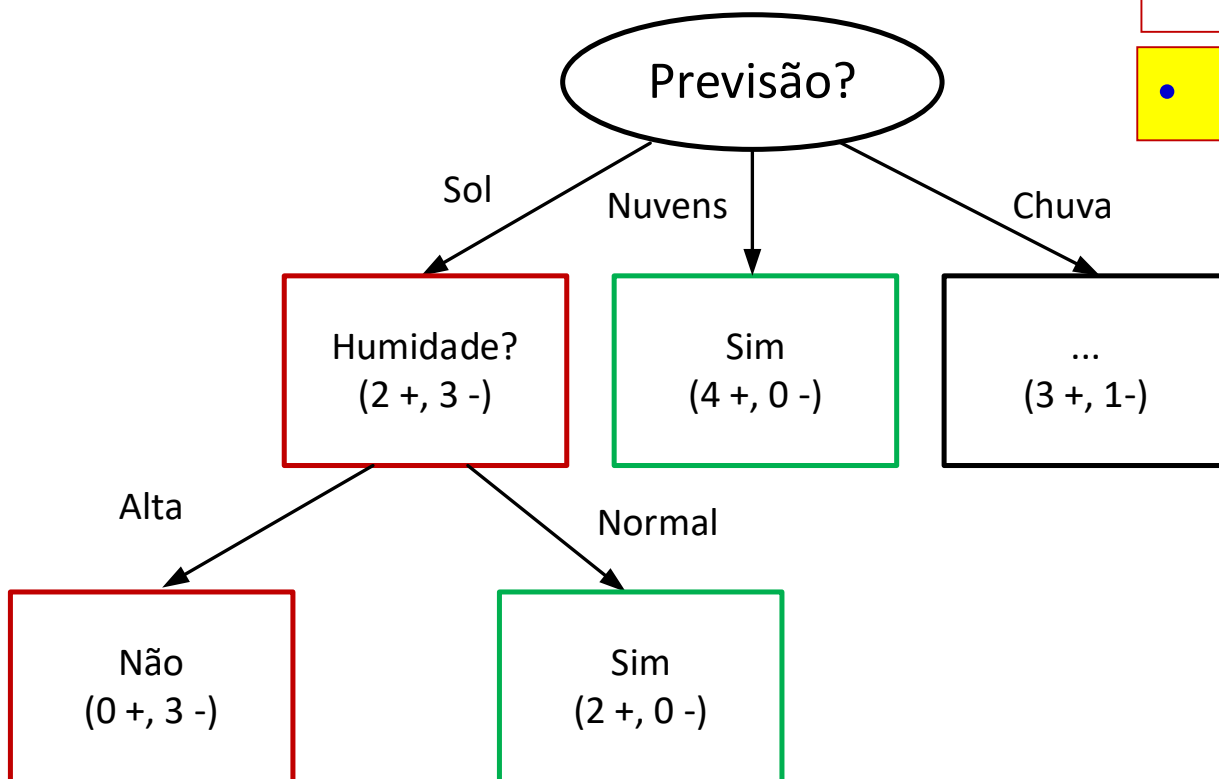 Previsão?
Sol
Nuvens
Chuva
Humidade?
(2 +, 3 -)
Sim
(4 +, 0 -)
...
(3 +, 1-)
Alta
Normal
Não
(0 +, 3 -)
Sim
(2 +, 0 -)